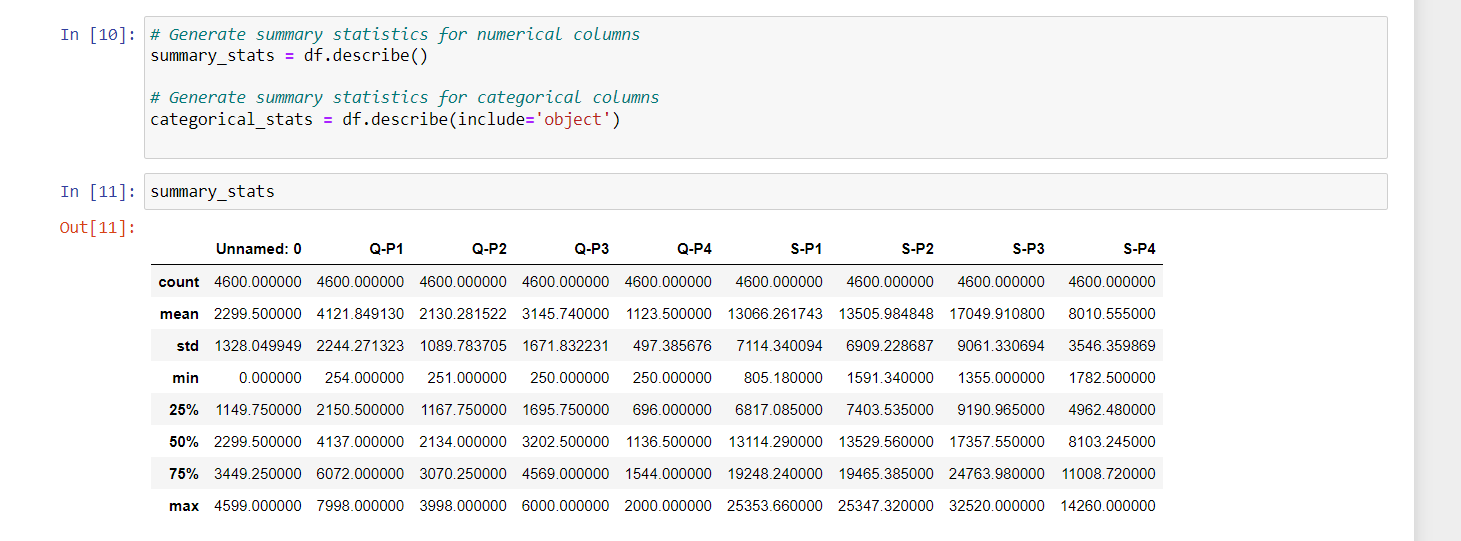 In [10]: # Generate summary statistics for numerical columns
summary_stats = df.describe()
# Generate summary statistics for categorical columns
categorical_stats = df.describe(include='object')
In [11]: summary_stats
Out[11]:
Unnamed: 0 Q-P1 Q-P2 Q-P3 Q-P4 S-P1 S-P2 S-P3 S-P4
count 4600.000000 4600.000000 4600.000000 4600.000000 4600.000000 4600.000000 4600.000000 4600.000000 4600.000000
mean 2299.500000 4121.849130 2130.281522 3145.740000 1123.500000 13066.261743 13505.984848 17049.910800 8010.555000
std 1328.049949 2244.271323 1089.783705 1671.832231 497.385676 7114.340094 6909.228687 9061.330694 3546.359869
min 0.000000 254.000000 251.000000 250.000000 250.000000 805.180000 1591.340000 1355.000000 1782.500000
25% 1149.750000 2150.500000 1167.750000 1695.750000 696.000000 6817.085000 7403.535000 9190.965000 4962.480000
50% 2299.500000 4137.000000 2134.000000 3202.500000 1136.500000 13114.290000 13529.560000 17357.550000 8103.245000
75% 3449.250000 6072.000000 3070.250000 4569.000000 1544.000000 19248.240000 19465.385000 24763.980000 11008.720000
max 4599.000000 7998.000000 3998.000000 6000.000000 2000.000000 25353.660000 25347.320000 32520.000000 14260.000000